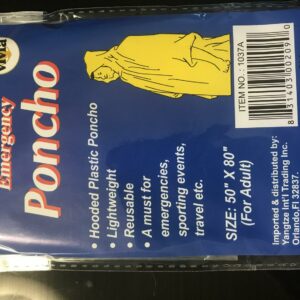 Emergency
Poncho
• Hooded Plastic Poncho
• Lightweight
• Reusable
• A must for
emergencies,
sporting events,
travel etc.
SIZE: 50" X 80"
(For Adult)
ITEM NO.: 1037A
Imported & distributed by:
Yangtze Int'l Trading Inc.
Orlando.Fl 32837.